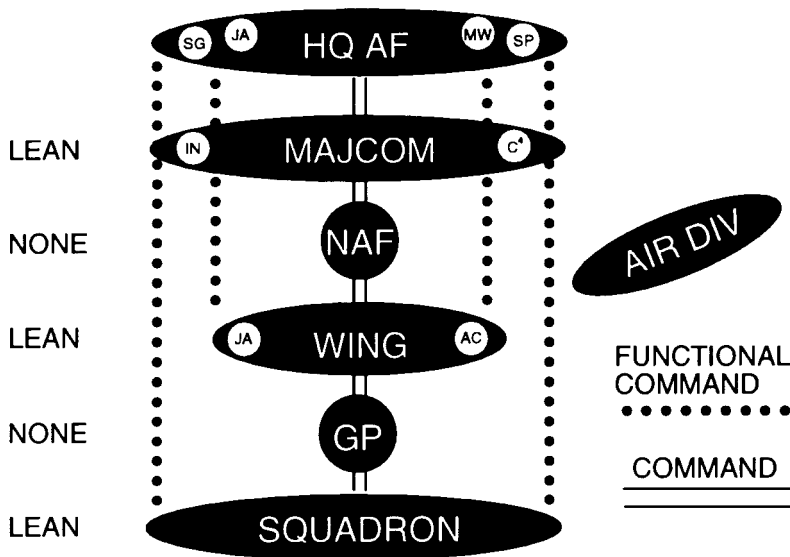 SG JA HQ AF MW SP
LEAN IN MAJCOM C⁴
NONE NAF
AIR DIV
LEAN JA WING AC
FUNCTIONAL
COMMAND
NONE GP
COMMAND
LEAN SQUADRON